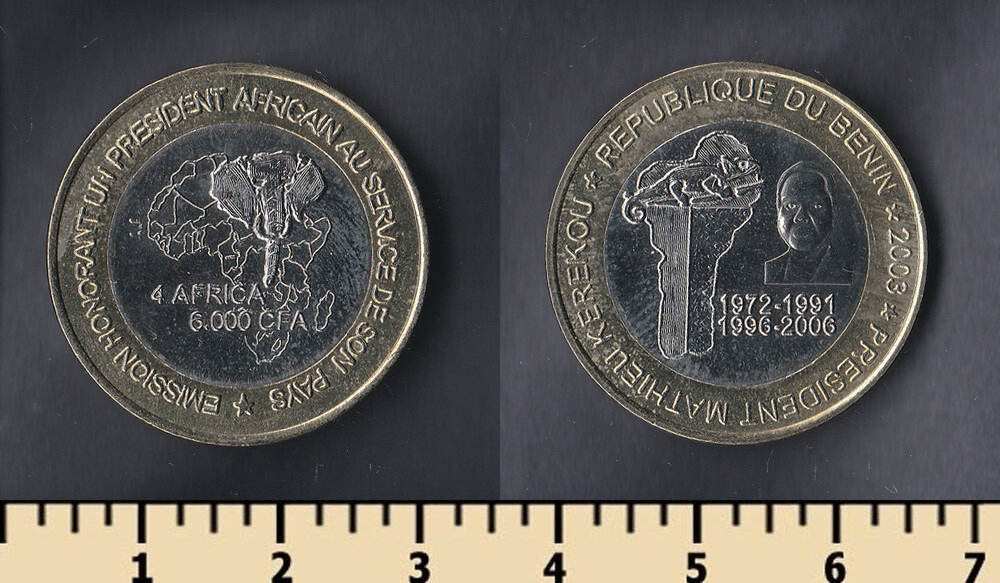 EMISSION HONORANT UH PRESIDENT AFRICAIN AU SERVICE DE SON PAYS
4 AFRICA
6.000 CFA
REPUBLIQUE DU BENIN ★ 2003 ★ PRESIDENT MATHIEU KEREKOU ★
1972-1991
1996-2006
1 2 3 4 5 6 7